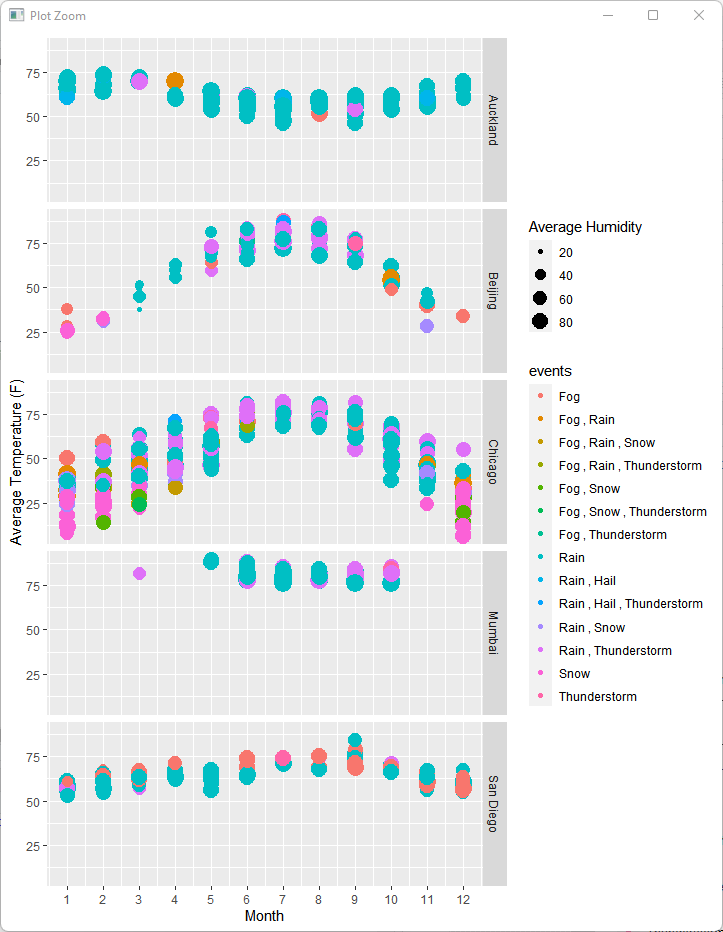 Plot Zoom
75
50
25
Auckland
75
50
25
Beijing
75
50
25
Chicago
75
50
25
Mumbai
75
50
25
San Diego
Average Temperature (F)
1 2 3 4 5 6 7 8 9 10 11 12
Month
Average Humidity
20
40
60
80
events
Fog
Fog , Rain
Fog , Rain , Snow
Fog , Rain , Thunderstorm
Fog , Snow
Fog , Snow , Thunderstorm
Fog , Thunderstorm
Rain
Rain , Hail
Rain , Hail , Thunderstorm
Rain , Snow
Rain , Thunderstorm
Snow
Thunderstorm